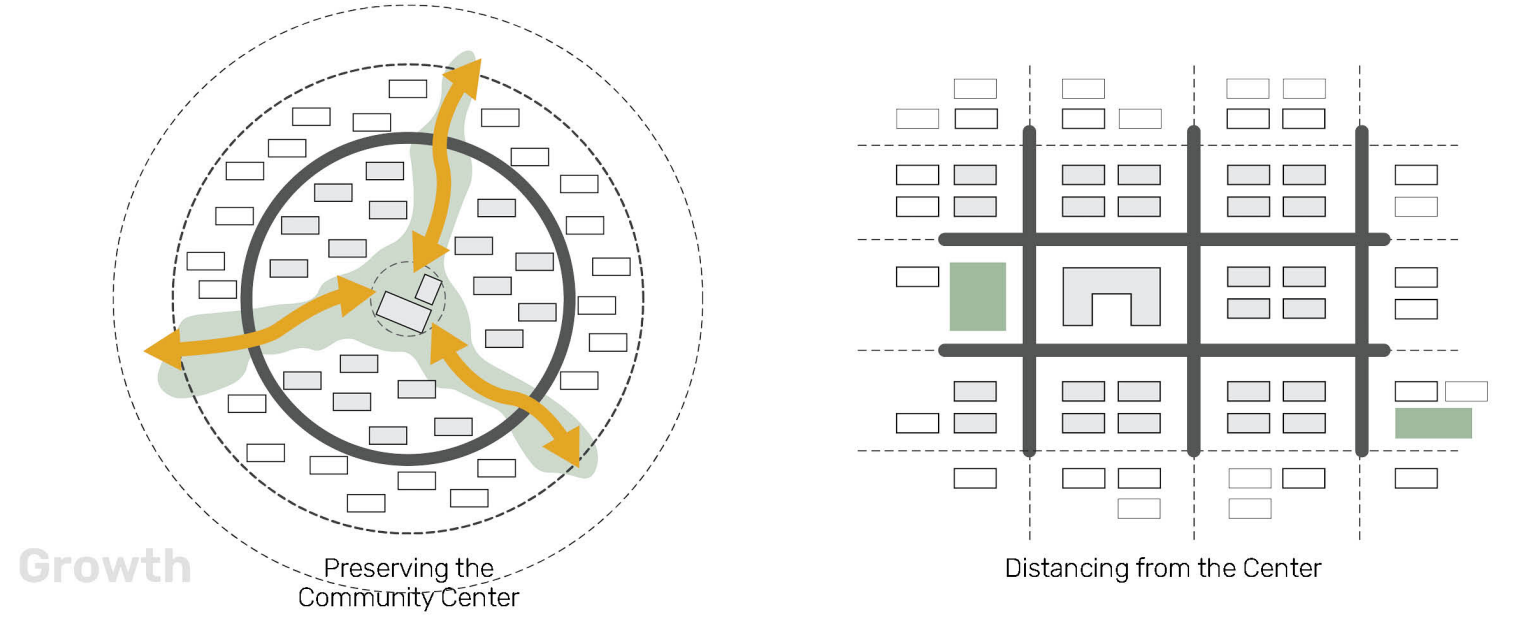 Growth
Preserving the
Community Center
Distancing from the Center